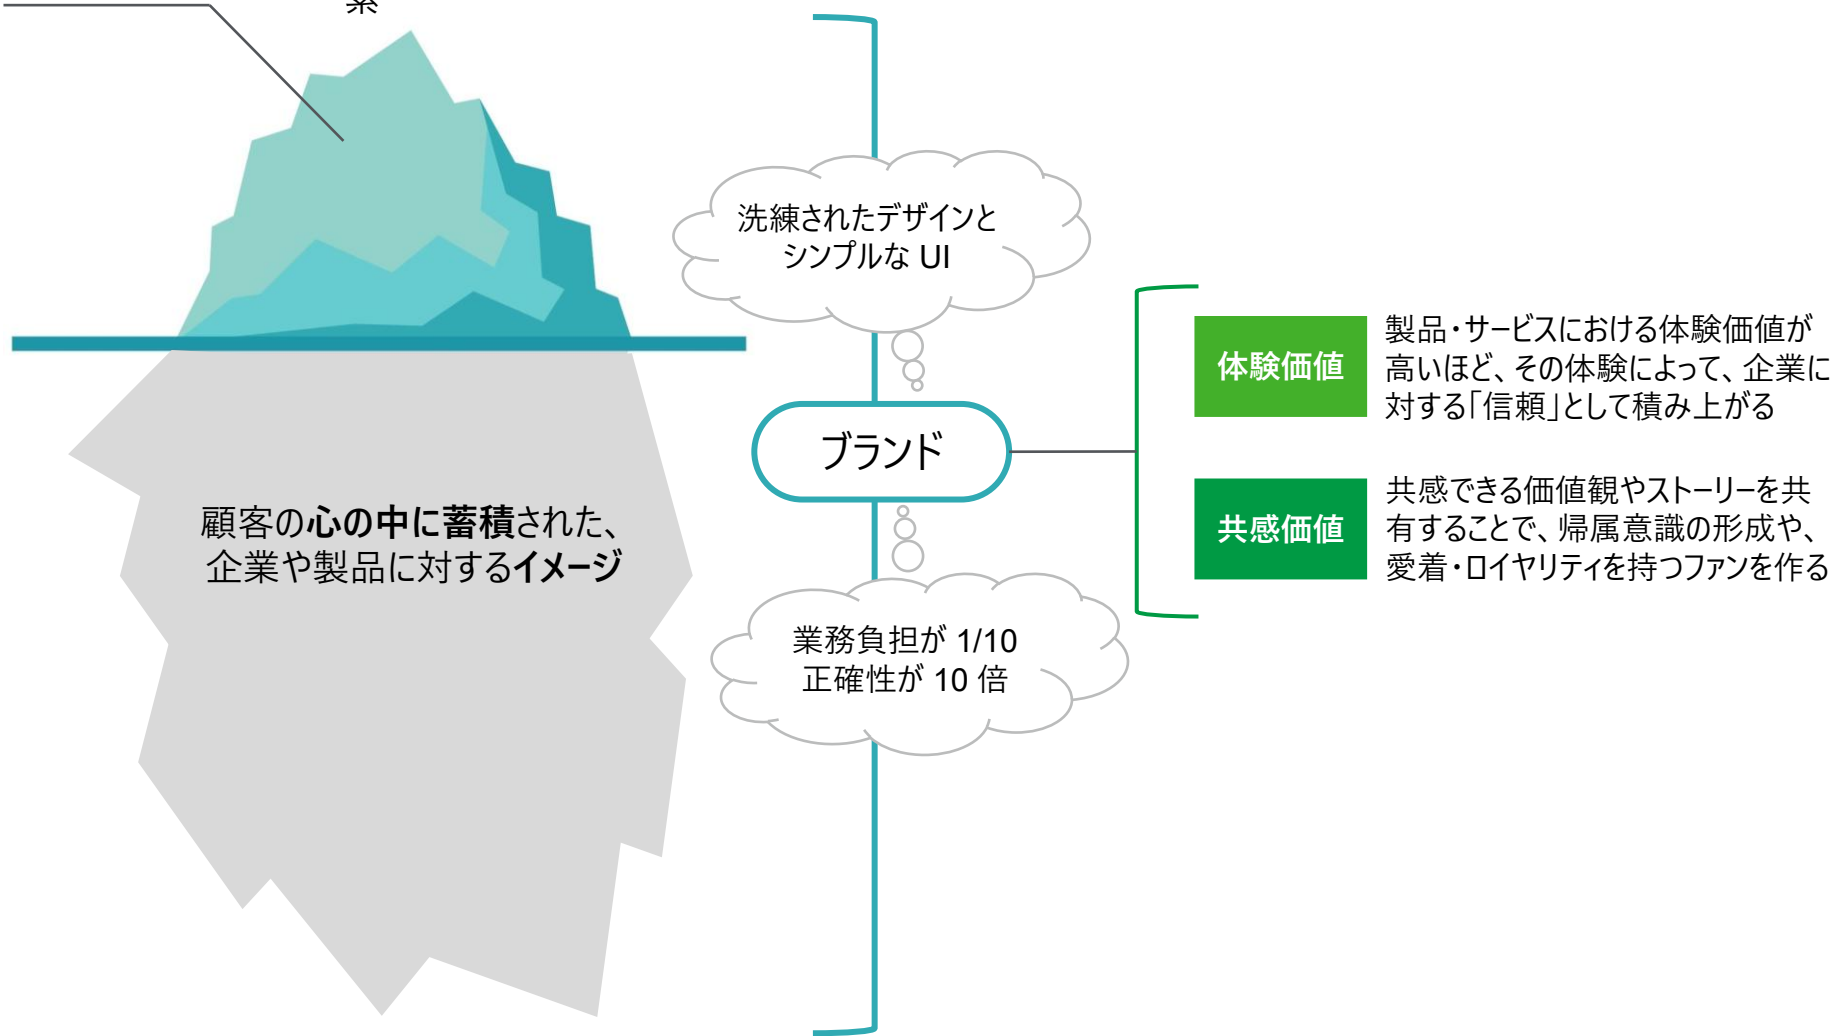 洗練されたデザインと
シンプルな UI
ブランド
業務負担が 1/10
正確性が 10 倍
顧客の心の中に蓄積された、
企業や製品に対するイメージ
体験価値
製品・サービスにおける体験価値が
高いほど、その体験によって、企業に
対する「信頼」として積み上がる
共感価値
共感できる価値観やストーリーを共
有することで、帰属意識の形成や、
愛着・ロイヤリティを持つファンを作る